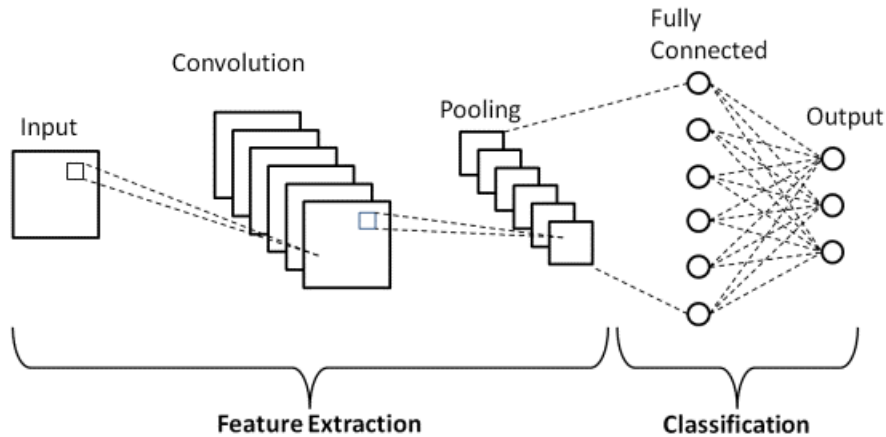 Input
Convolution
Pooling
Fully
Connected
Output
Feature Extraction
Classification